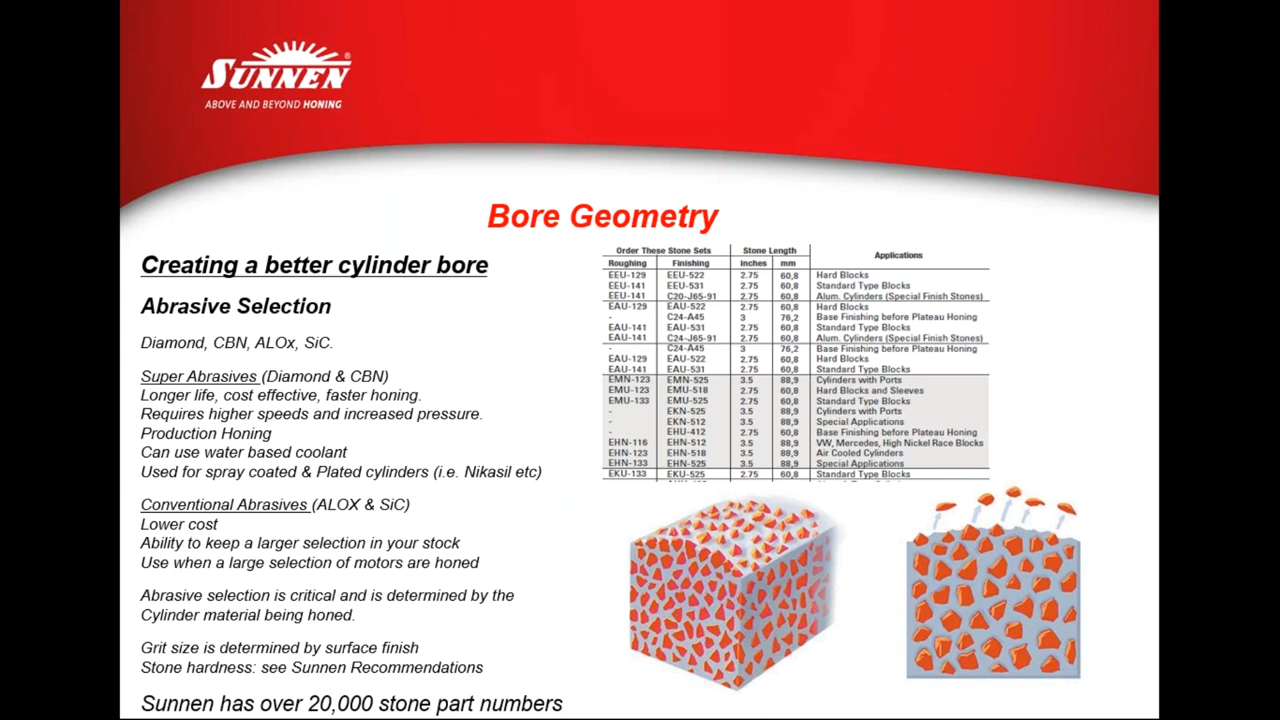 SUNNEN®
ABOVE AND BEYOND HONING
Bore Geometry
Creating a better cylinder bore
Abrasive Selection
Diamond, CBN, ALOx, SiC.
Super Abrasives (Diamond & CBN)
Longer life, cost effective, faster honing.
Requires higher speeds and increased pressure.
Production Honing
Can use water based coolant
Used for spray coated & Plated cylinders (i.e. Nikasil etc)
Conventional Abrasives (ALOX & SiC)
Lower cost
Ability to keep a larger selection in your stock
Use when a large selection of motors are honed
Abrasive selection is critical and is determined by the
Cylinder material being honed.
Grit size is determined by surface finish
Stone hardness: see Sunnen Recommendations
Sunnen has over 20,000 stone part numbers
Order These Stone Sets Stone Length Applications
Roughing Finishing inches mm
EEU-129 EEU-522 2.75 60,8 Hard Blocks
EEU-141 EEU-531 2.75 60,8 Standard Type Blocks
EEU-141 C20-J65-91 2.75 60,8 Alum. Cylinders (Special Finish Stones)
EAU-129 EAU-522 2.75 60,8 Hard Blocks
- C24-A45 3 76,2 Base Finishing before Plateau Honing
EAU-141 EAU-531 2.75 60,8 Standard Type Blocks
EAU-141 C24-J65-91 2.75 60,8 Alum. Cylinders (Special Finish Stones)
- C24-A45 3 76,2 Base Finishing before Plateau Honing
EAU-129 EAU-522 2.75 60,8 Hard Blocks
EAU-141 EAU-531 2.75 60,8 Standard Type Blocks
EMN-123 EMN-525 3.5 88,9 Cylinders with Ports
EMU-123 EMU-518 2.75 60,8 Hard Blocks and Sleeves
EMU-133 EMU-525 2.75 60,8 Standard Type Blocks
- EKN-525 3.5 88,9 Cylinders with Ports
- EKN-512 3.5 88,9 Special Applications
- EHU-412 2.75 60,8 Base Finishing before Plateau Honing
EHN-116 EHN-512 3.5 88,9 VW, Mercedes, High Nickel Race Blocks
EHN-123 EHN-518 3.5 88,9 Air Cooled Cylinders
EHN-133 EHN-525 3.5 88,9 Special Applications
EKU-133 EKU-525 2.75 60,8 Standard Type Blocks